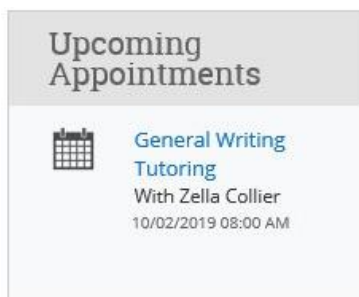 Upcoming
Appointments
General Writing
Tutoring
With Zella Collier
10/02/2019 08:00 AM